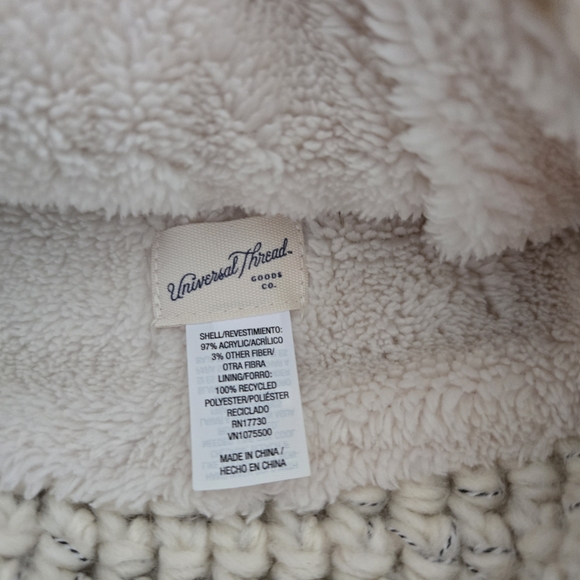 Universal Thread™
GOODS
CO.
SHELL/REVESTIMIENTO:
97% ACRYLIC/ACRÍLICO
3% OTHER FIBER/
OTRA FIBRA
LINING/FORRO:
100% RECYCLED
POLYESTER/POLIÉSTER
RECICLADO
RN17730
VN1075500
MADE IN CHINA/
HECHO EN CHINA